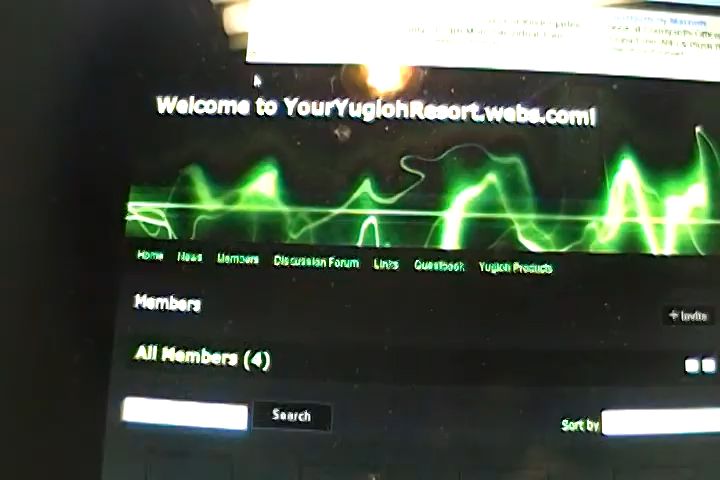 Welcome to YourYugiohResort.webs.com!
Home News Members Discussion Forum Links Guestbook Yugioh Products
Members
+ Invite
All Members (4)
Search
Sort by